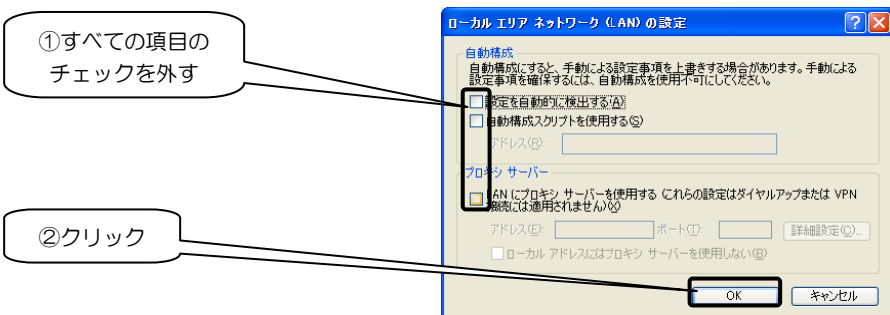 ①すべての項目の
チェックを外す
②クリック
ローカル エリア ネットワーク (LAN) の設定
自動構成
自動構成にすると、手動による設定事項を上書きする場合があります。手動による
設定事項を確保するには、自動構成を使用不可にしてください。
設定を自動的に検出する(A)
自動構成スクリプトを使用する(S)
アドレス(R):
プロキシ サーバー
LAN にプロキシ サーバーを使用する (これらの設定はダイヤルアップまたは VPN
接続には適用されません)(X)
アドレス(E):
ポート(T):
詳細設定(C)...
ローカル アドレスにはプロキシ サーバーを使用しない(B)
OK
キャンセル